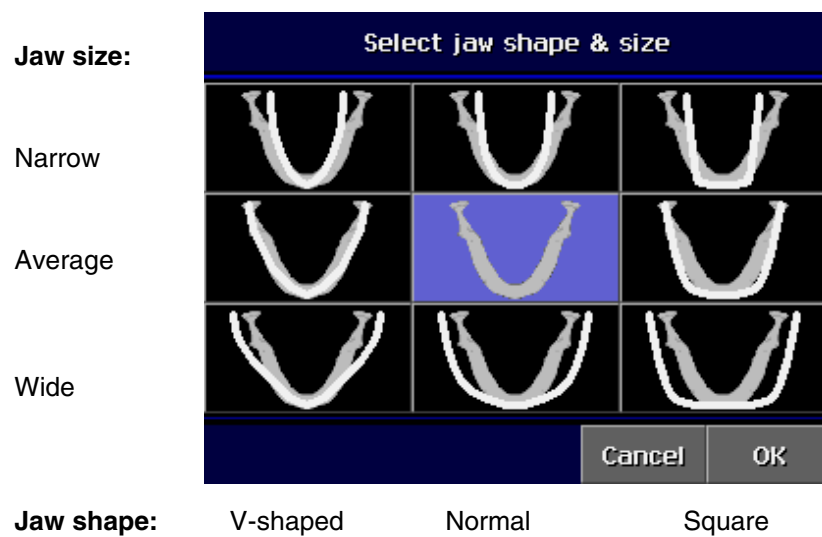 Select jaw shape & size
Jaw size:
Narrow
Average
Wide
Cancel OK
Jaw shape: V-shaped Normal Square